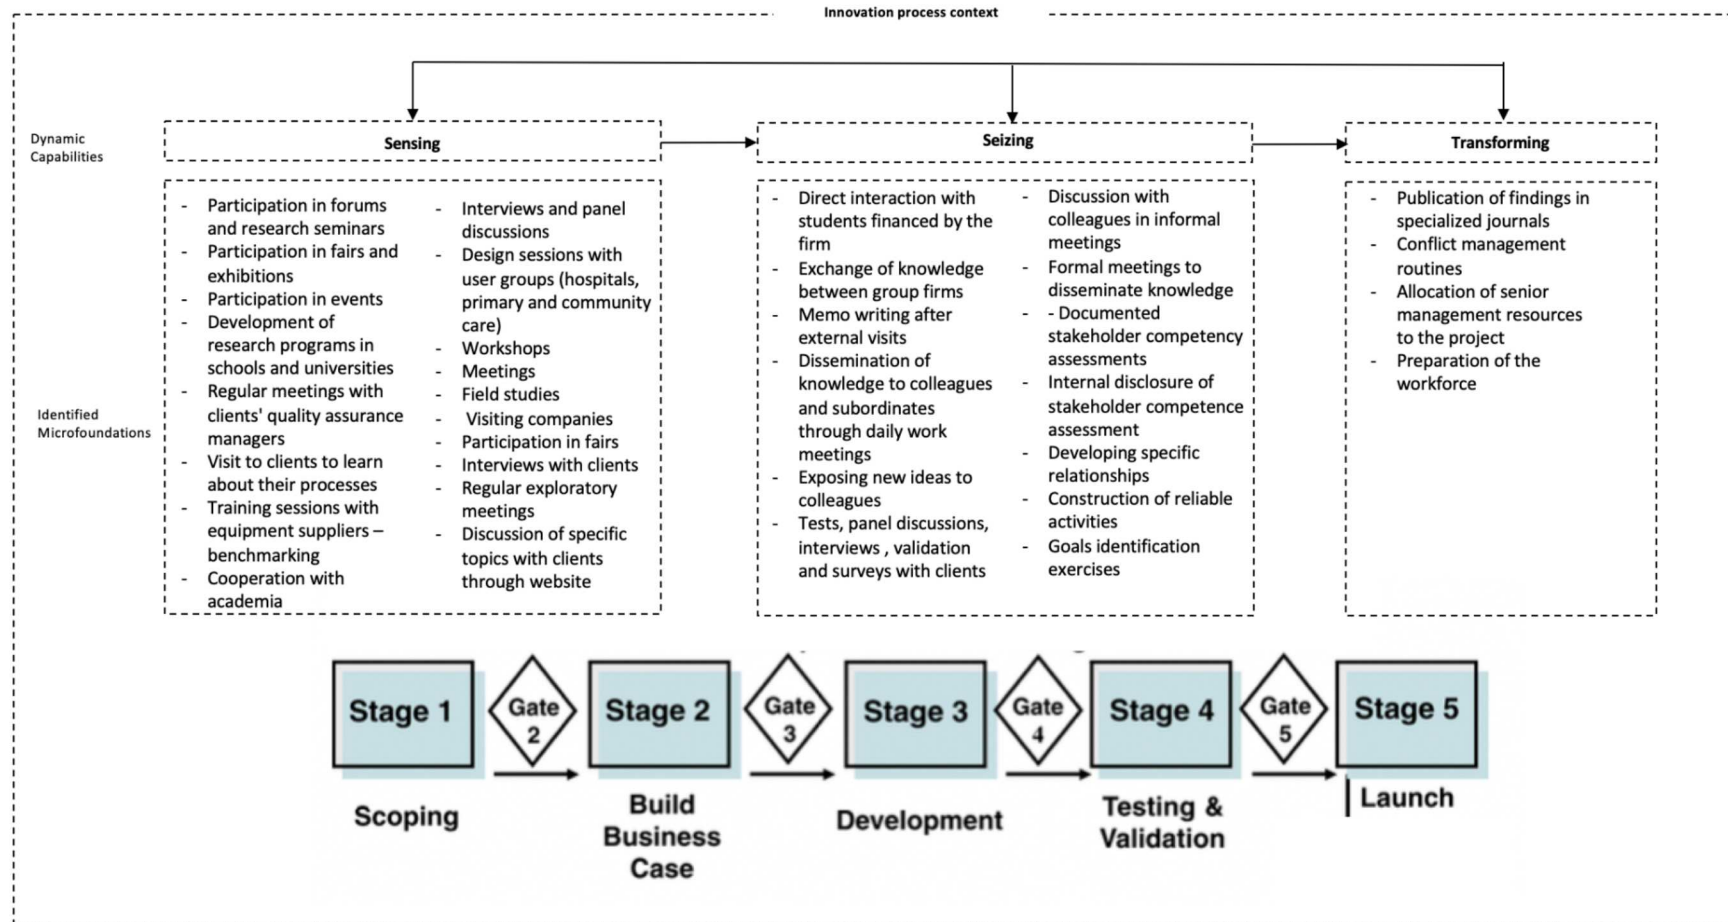 Innovation process context
Dynamic
Capabilities
Sensing
Seizing
Transforming
Identified
Microfoundations
- Participation in forums
and research seminars
- Participation in fairs and
exhibitions
- Participation in events
- Development of
research programs in
schools and universities
- Regular meetings with
clients' quality assurance
managers
- Visit to clients to learn
about their processes
- Training sessions with
equipment suppliers –
benchmarking
- Cooperation with
academia
- Interviews and panel
discussions
- Design sessions with
user groups (hospitals,
primary and community
care)
- Workshops
- Meetings
- Field studies
- Visiting companies
- Participation in fairs
- Interviews with clients
- Regular exploratory
meetings
- Discussion of specific
topics with clients
through website
- Direct interaction with
students financed by the
firm
- Exchange of knowledge
between group firms
- Memo writing after
external visits
- Dissemination of
knowledge to colleagues
and subordinates
through daily work
meetings
- Exposing new ideas to
colleagues
- Tests, panel discussions,
interviews , validation
and surveys with clients
- Discussion with
colleagues in informal
meetings
- Formal meetings to
disseminate knowledge
- - Documented
stakeholder competency
assessments
- Internal disclosure of
stakeholder competence
assessment
- Developing specific
relationships
- Construction of reliable
activities
- Goals identification
exercises
- Publication of findings in
specialized journals
- Conflict management
routines
- Allocation of senior
management resources
to the project
- Preparation of the
workforce
Stage 1
Gate
2
Stage 2
Gate
3
Stage 3
Gate
4
Stage 4
Gate
5
Stage 5
Scoping
Build
Business
Case
Development
Testing &
Validation
Launch